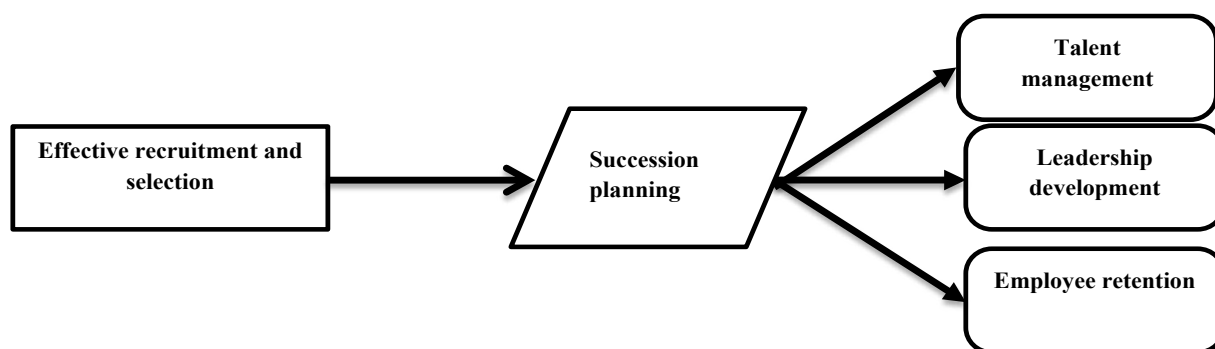 Effective recruitment and
selection
Succession
planning
Talent
management
Leadership
development
Employee retention